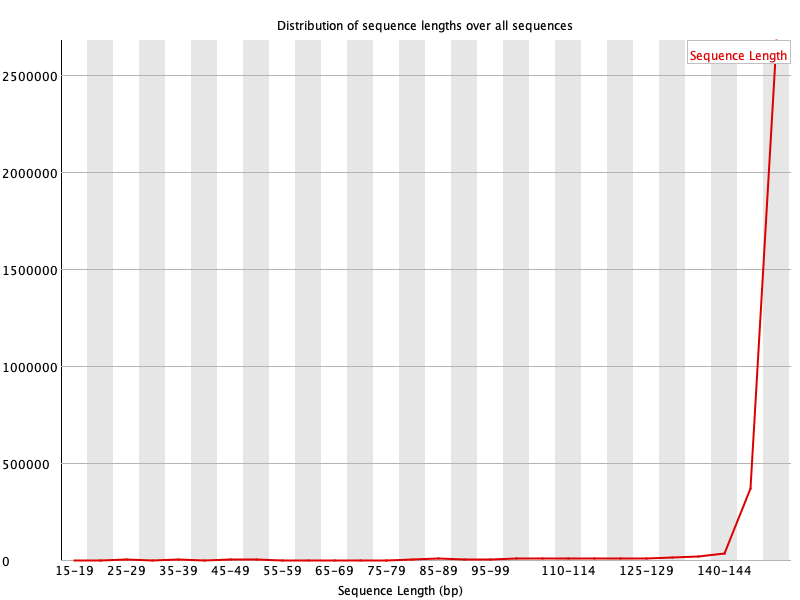 Distribution of sequence lengths over all sequences
Sequence Length
2500000
2000000
1500000
1000000
500000
0
15-19 25-29 35-39 45-49 55-59 65-69 75-79 85-89 95-99 110-114 125-129 140-144
Sequence Length (bp)